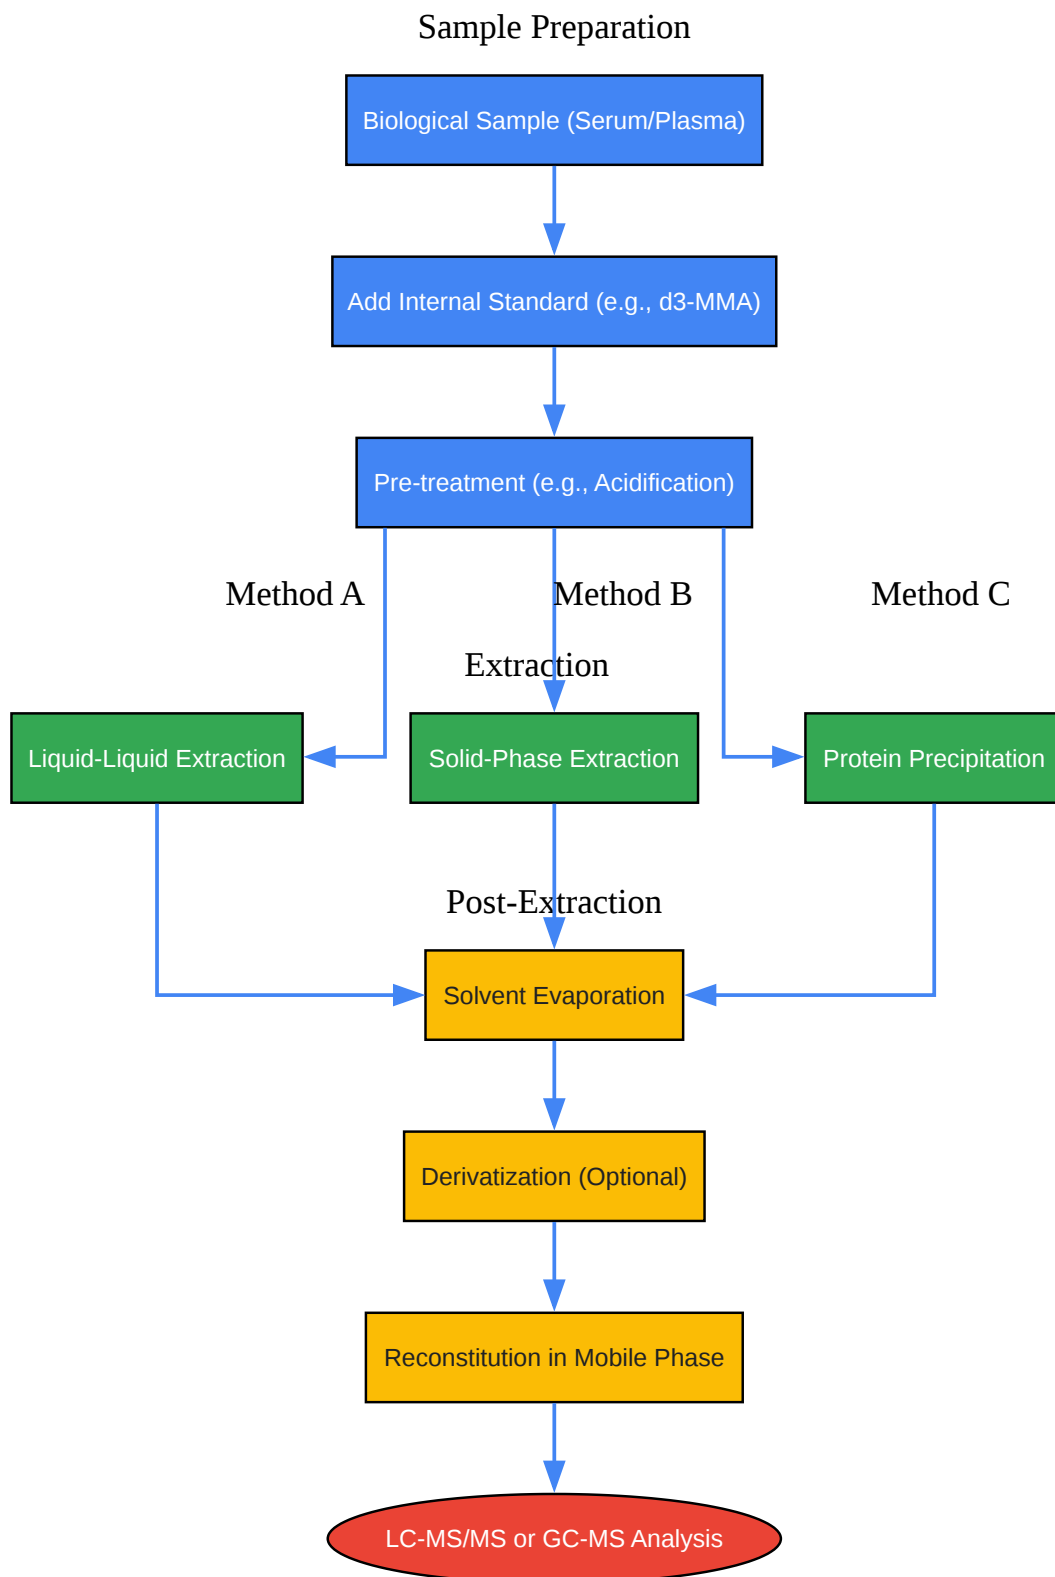 Sample Preparation
Biological Sample (Serum/Plasma)
Add Internal Standard (e.g., d3-MMA)
Pre-treatment (e.g., Acidification)
Method A
Method B
Method C
Extraction
Liquid-Liquid Extraction
Solid-Phase Extraction
Protein Precipitation
Post-Extraction
Solvent Evaporation
Derivatization (Optional)
Reconstitution in Mobile Phase
LC-MS/MS or GC-MS Analysis